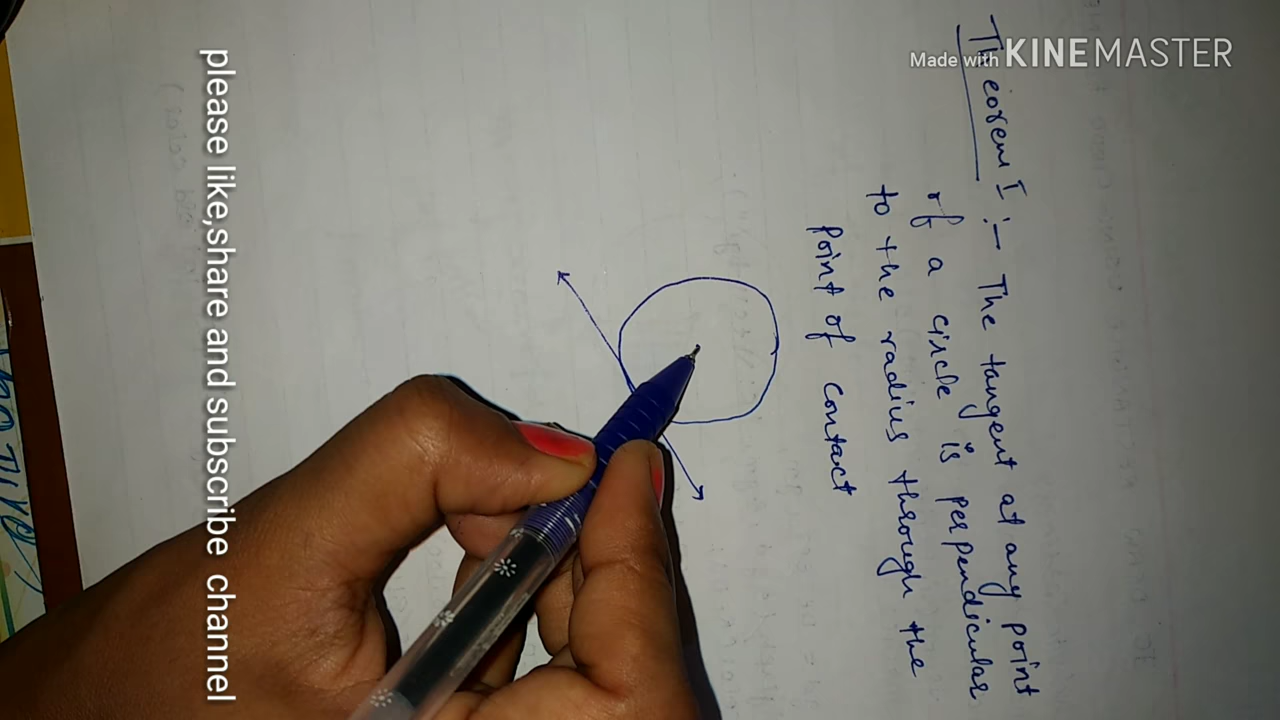 Made with KINEMASTER
Theorem I :- The tangent at any point
of a circle is perpendicular
to the radius through the
point of contact
please like,share and subscribe channel